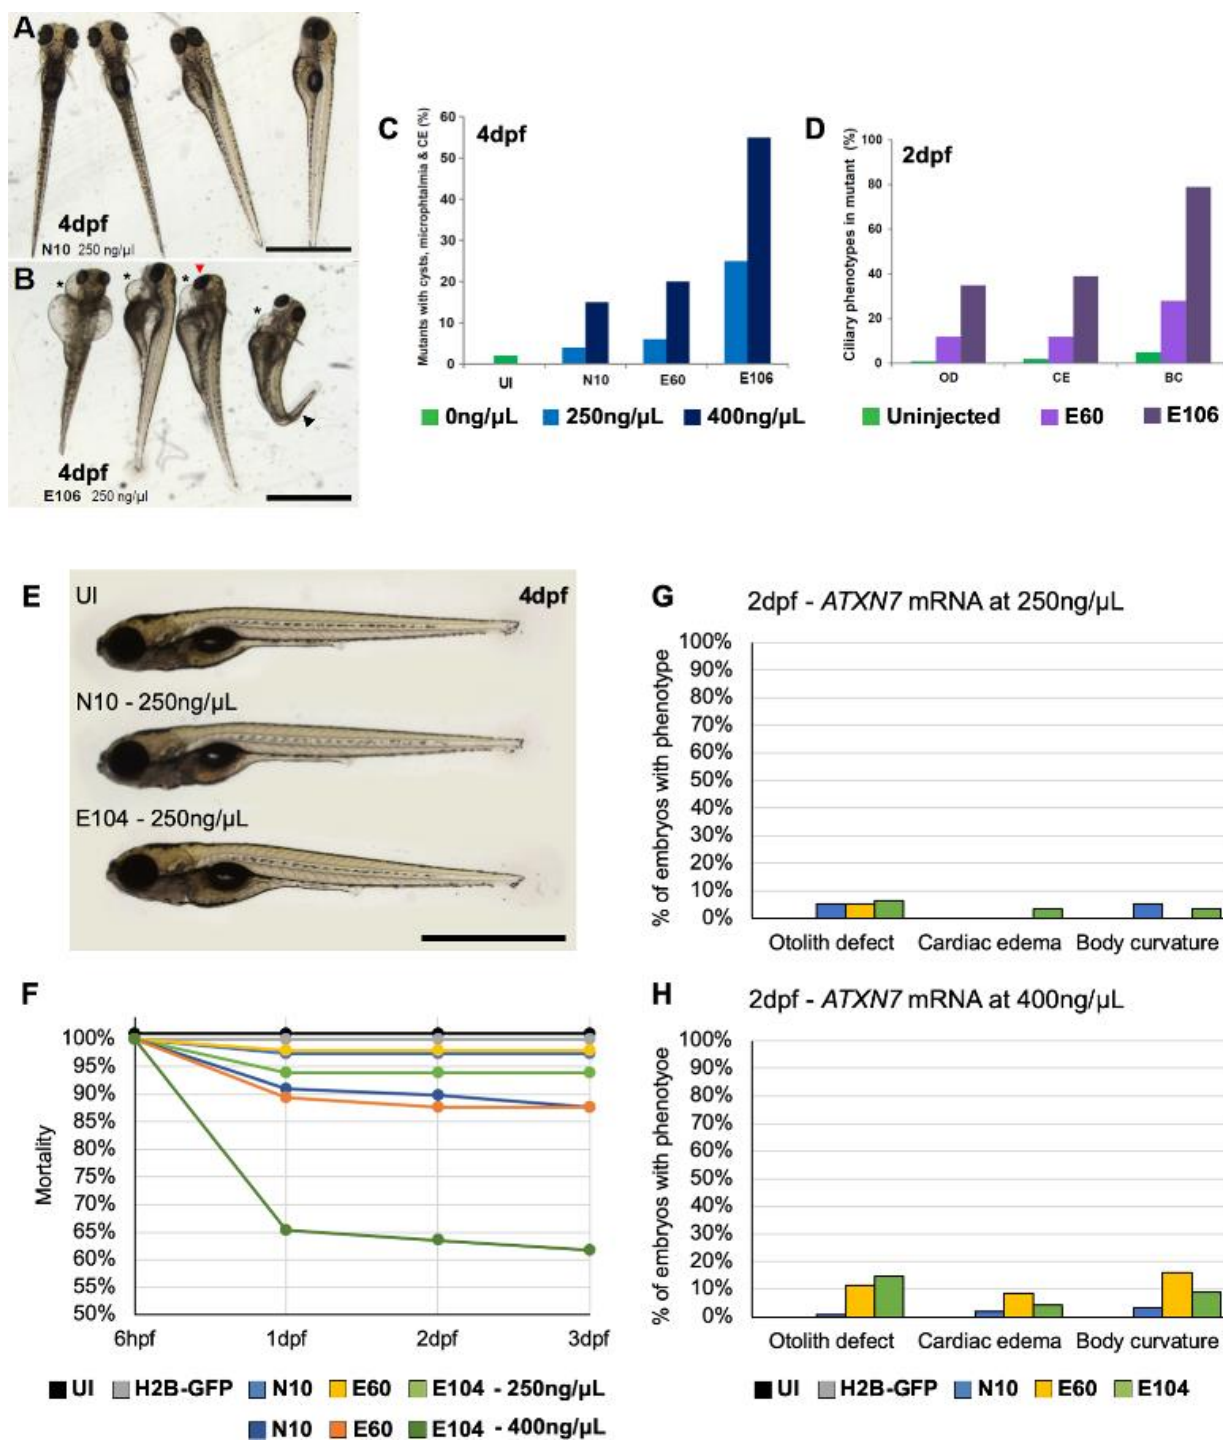 A
4dpf
N10 250 ng/µl
B
*
*
*
*
4dpf
E106 250 ng/µl
C
4dpf
Mutants with cysts, microphtalmia & CE (%)
60
50
40
30
20
10
0
UI
N10
E60
E106
0ng/µL
250ng/µL
400ng/µL
D
2dpf
Ciliary phenotypes in mutant (%)
100
80
60
40
20
0
OD
CE
BC
Uninjected
E60
E106
E
UI
4dpf
N10 - 250ng/µL
E104 - 250ng/µL
F
Mortality
100%
95%
90%
85%
80%
75%
70%
65%
60%
55%
50%
6hpf
1dpf
2dpf
3dpf
UI
H2B-GFP
N10
E60
E104 - 250ng/µL
N10
E60
E104 - 400ng/µL
G
2dpf - ATXN7 mRNA at 250ng/µL
% of embryos with phenotype
100%
90%
80%
70%
60%
50%
40%
30%
20%
10%
0%
Otolith defect
Cardiac edema
Body curvature
H
2dpf - ATXN7 mRNA at 400ng/µL
% of embryos with phenotyoe
100%
90%
80%
70%
60%
50%
40%
30%
20%
10%
0%
Otolith defect
Cardiac edema
Body curvature
UI
H2B-GFP
N10
E60
E104